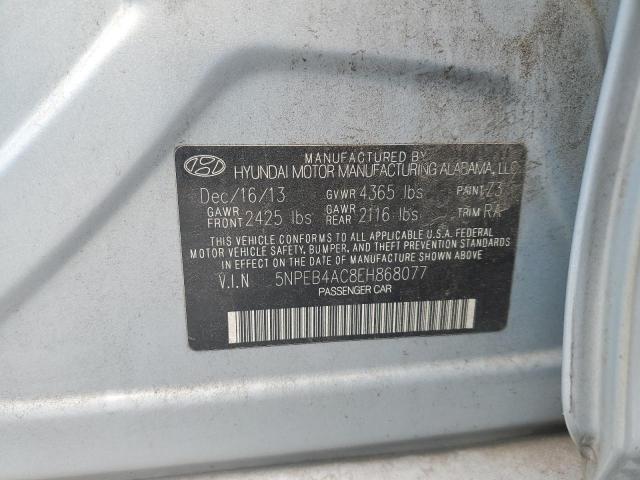 MANUFACTURED BY
HYUNDAI MOTOR MANUFACTURING ALABAMA, LLC
Dec/16/13 GVWR 4365 lbs PAINT Z3
GAWR FRONT 2425 lbs GAWR REAR 2116 lbs TRIM RA
THIS VEHICLE CONFORMS TO ALL APPLICABLE U.S.A. FEDERAL
MOTOR VEHICLE SAFETY, BUMPER, AND THEFT PREVENTION STANDARDS
IN EFFECT ON THE DATE OF MANUFACTURE SHOWN ABOVE
V.I.N 5NPEB4AC8EH868077
PASSENGER CAR